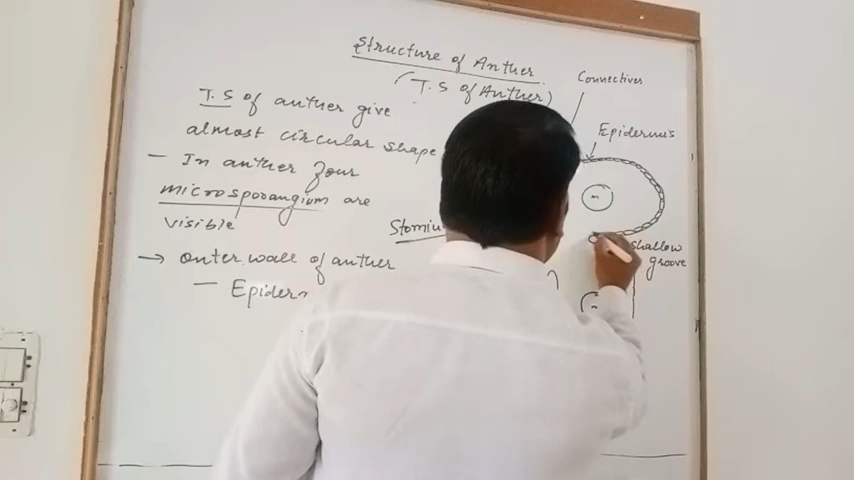 Structure of Anther
(T.S of Anther)
T.S of anther give
almost circular shape
- In anther four
microsporangium are
visible
→ outer wall of anther
- Epiderm
Connectives
Epidermis
m
Stomiu
shallow
groove